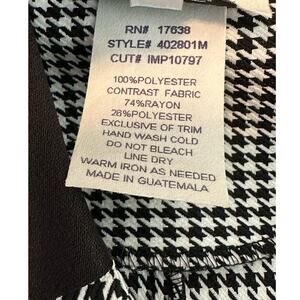 RN# 17638
STYLE# 402801M
CUT# IMP10797
100%POLYESTER
CONTRAST FABRIC
74%RAYON
26%POLYESTER
EXCLUSIVE OF TRIM
HAND WASH COLD
DO NOT BLEACH
LINE DRY
WARM IRON AS NEEDED
MADE IN GUATEMALA